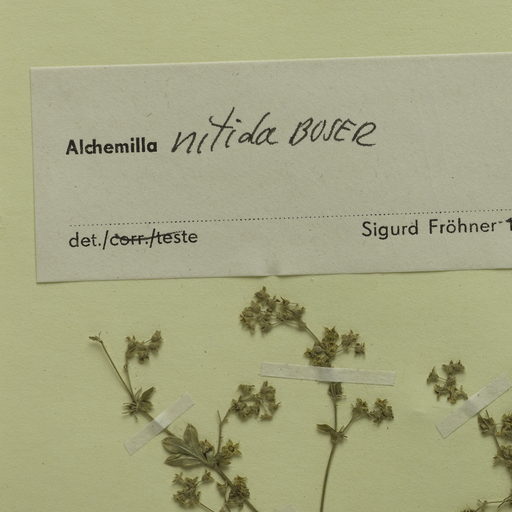 Alchemilla nitida BUSER
det./corr./teste
Sigurd Fröhner